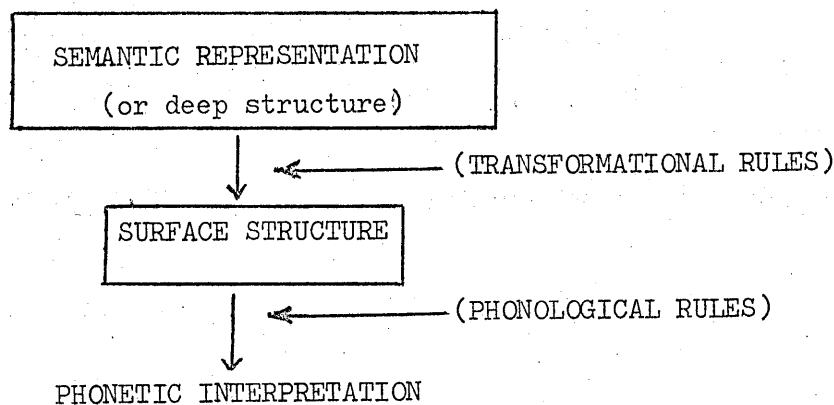 SEMANTIC REPRESENTATION
(or deep structure)
(TRANSFORMATIONAL RULES)
SURFACE STRUCTURE
(PHONOLOGICAL RULES)
PHONETIC INTERPRETATION